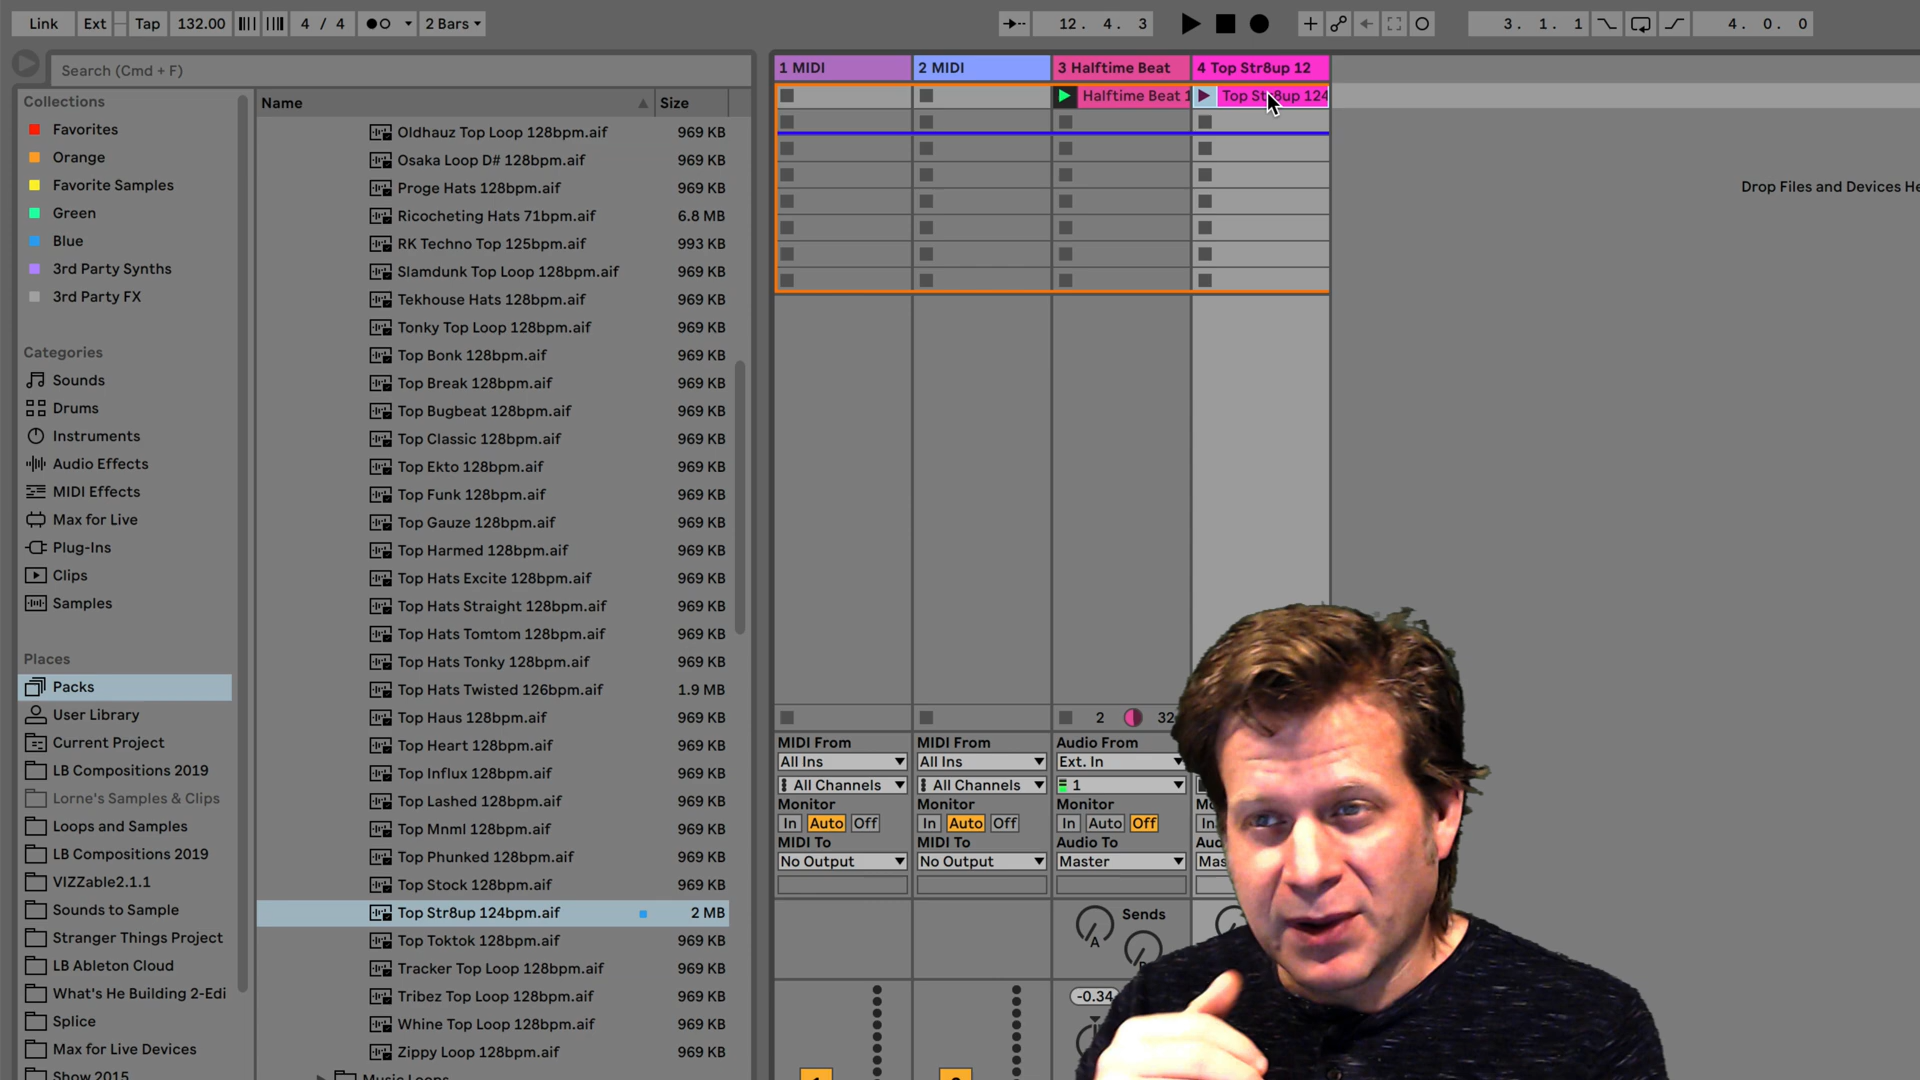 Link Ext Tap 132.00 4 / 4 2 Bars 12. 4. 3 3. 1. 1 4. 0. 0
Search (Cmd + F)
Collections
Favorites
Orange
Favorite Samples
Green
Blue
3rd Party Synths
3rd Party FX
Categories
Sounds
Drums
Instruments
Audio Effects
MIDI Effects
Max for Live
Plug-Ins
Clips
Samples
Places
Packs
User Library
Current Project
LB Compositions 2019
Lorne's Samples & Clips
Loops and Samples
LB Compositions 2019
VIZZable2.1.1
Sounds to Sample
Stranger Things Project
LB Ableton Cloud
What's He Building 2-Edi
Splice
Max for Live Devices
Show 2015
Name Size
Oldhauz Top Loop 128bpm.aif 969 KB
Osaka Loop D# 128bpm.aif 969 KB
Proge Hats 128bpm.aif 969 KB
Ricocheting Hats 71bpm.aif 6.8 MB
RK Techno Top 125bpm.aif 993 KB
Slamdunk Top Loop 128bpm.aif 969 KB
Tekhouse Hats 128bpm.aif 969 KB
Tonky Top Loop 128bpm.aif 969 KB
Top Bonk 128bpm.aif 969 KB
Top Break 128bpm.aif 969 KB
Top Bugbeat 128bpm.aif 969 KB
Top Classic 128bpm.aif 969 KB
Top Ekto 128bpm.aif 969 KB
Top Funk 128bpm.aif 969 KB
Top Gauze 128bpm.aif 969 KB
Top Harmed 128bpm.aif 969 KB
Top Hats Excite 128bpm.aif 969 KB
Top Hats Straight 128bpm.aif 969 KB
Top Hats Tomtom 128bpm.aif 969 KB
Top Hats Tonky 128bpm.aif 969 KB
Top Hats Twisted 126bpm.aif 1.9 MB
Top Haus 128bpm.aif 969 KB
Top Heart 128bpm.aif 969 KB
Top Influx 128bpm.aif 969 KB
Top Lashed 128bpm.aif 969 KB
Top Mnml 128bpm.aif 969 KB
Top Phunked 128bpm.aif 969 KB
Top Stock 128bpm.aif 969 KB
Top Str8up 124bpm.aif 2 MB
Top Toktok 128bpm.aif 969 KB
Tracker Top Loop 128bpm.aif 969 KB
Tribez Top Loop 128bpm.aif 969 KB
Whine Top Loop 128bpm.aif 969 KB
Zippy Loop 128bpm.aif 969 KB
Music Loops
1 MIDI 2 MIDI 3 Halftime Beat 4 Top Str8up 12
Halftime Beat 1 Top Str8up 124
Drop Files and Devices He
2 32
MIDI From MIDI From Audio From
All Ins All Ins Ext. In
All Channels All Channels 1
Monitor Monitor Monitor Mo
In Auto Off In Auto Off In Auto Off In
MIDI To MIDI To Audio To Aud
No Output No Output Master Mas
Sends
A
-0.34